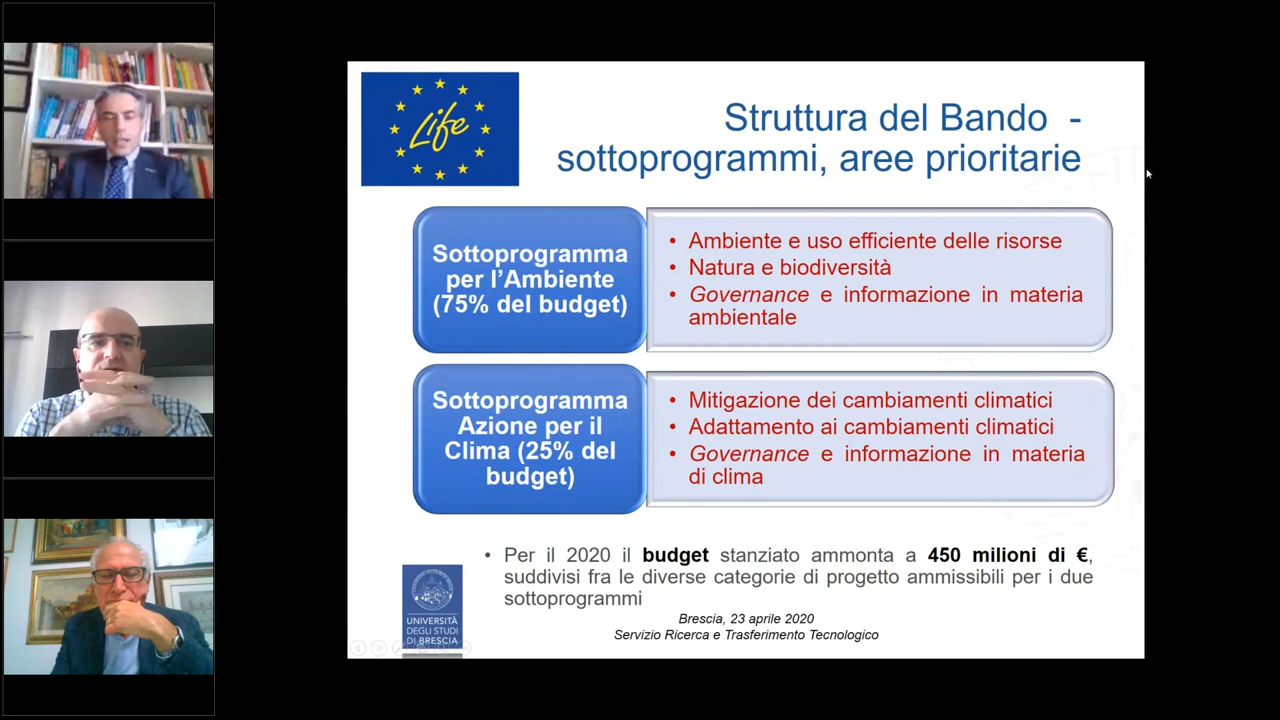 Life
Struttura del Bando -
sottoprogrammi, aree prioritarie
Sottoprogramma
per l'Ambiente
(75% del budget)
• Ambiente e uso efficiente delle risorse
• Natura e biodiversità
• Governance e informazione in materia
ambientale
Sottoprogramma
Azione per il
Clima (25% del
budget)
• Mitigazione dei cambiamenti climatici
• Adattamento ai cambiamenti climatici
• Governance e informazione in materia
di clima
• Per il 2020 il budget stanziato ammonta a 450 milioni di €,
suddivisi fra le diverse categorie di progetto ammissibili per i due
sottoprogrammi
UNIVERSITÀ
DEGLI STUDI
DI BRESCIA
Brescia, 23 aprile 2020
Servizio Ricerca e Trasferimento Tecnologico